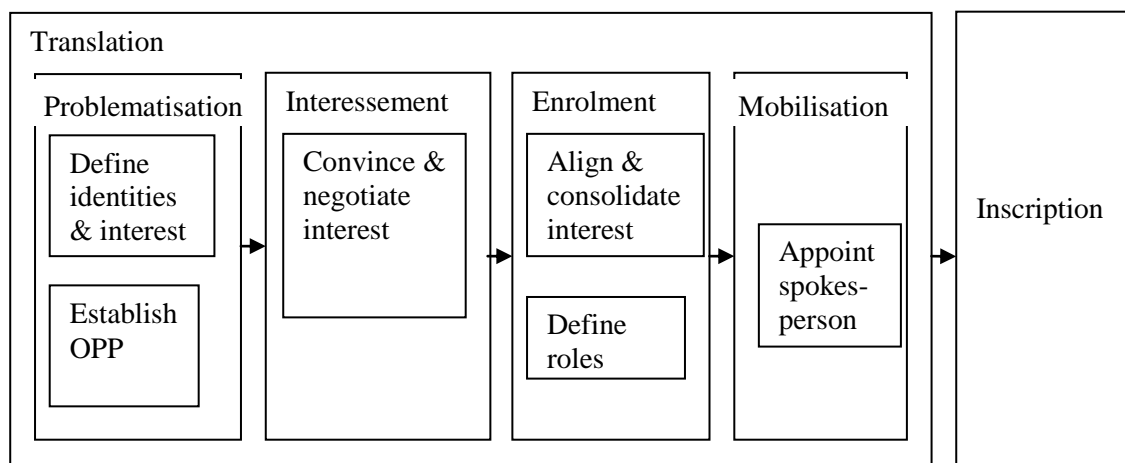 Translation
Problematisation
Define
identities
& interest
Establish
OPP
Interessement
Convince &
negotiate
interest
Enrolment
Align &
consolidate
interest
Define
roles
Mobilisation
Appoint
spokes-
person
Inscription